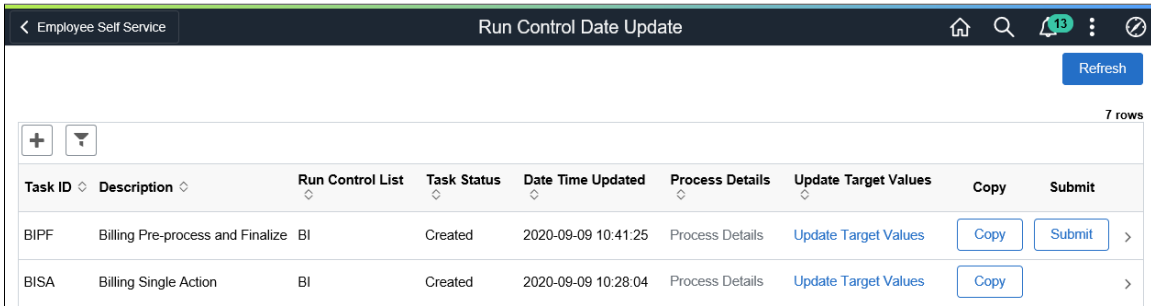 Employee Self Service Run Control Date Update 13
Refresh
7 rows
Task ID Description Run Control List Task Status Date Time Updated Process Details Update Target Values Copy Submit
BIPF Billing Pre-process and Finalize BI Created 2020-09-09 10:41:25 Process Details Update Target Values Copy Submit
BISA Billing Single Action BI Created 2020-09-09 10:28:04 Process Details Update Target Values Copy